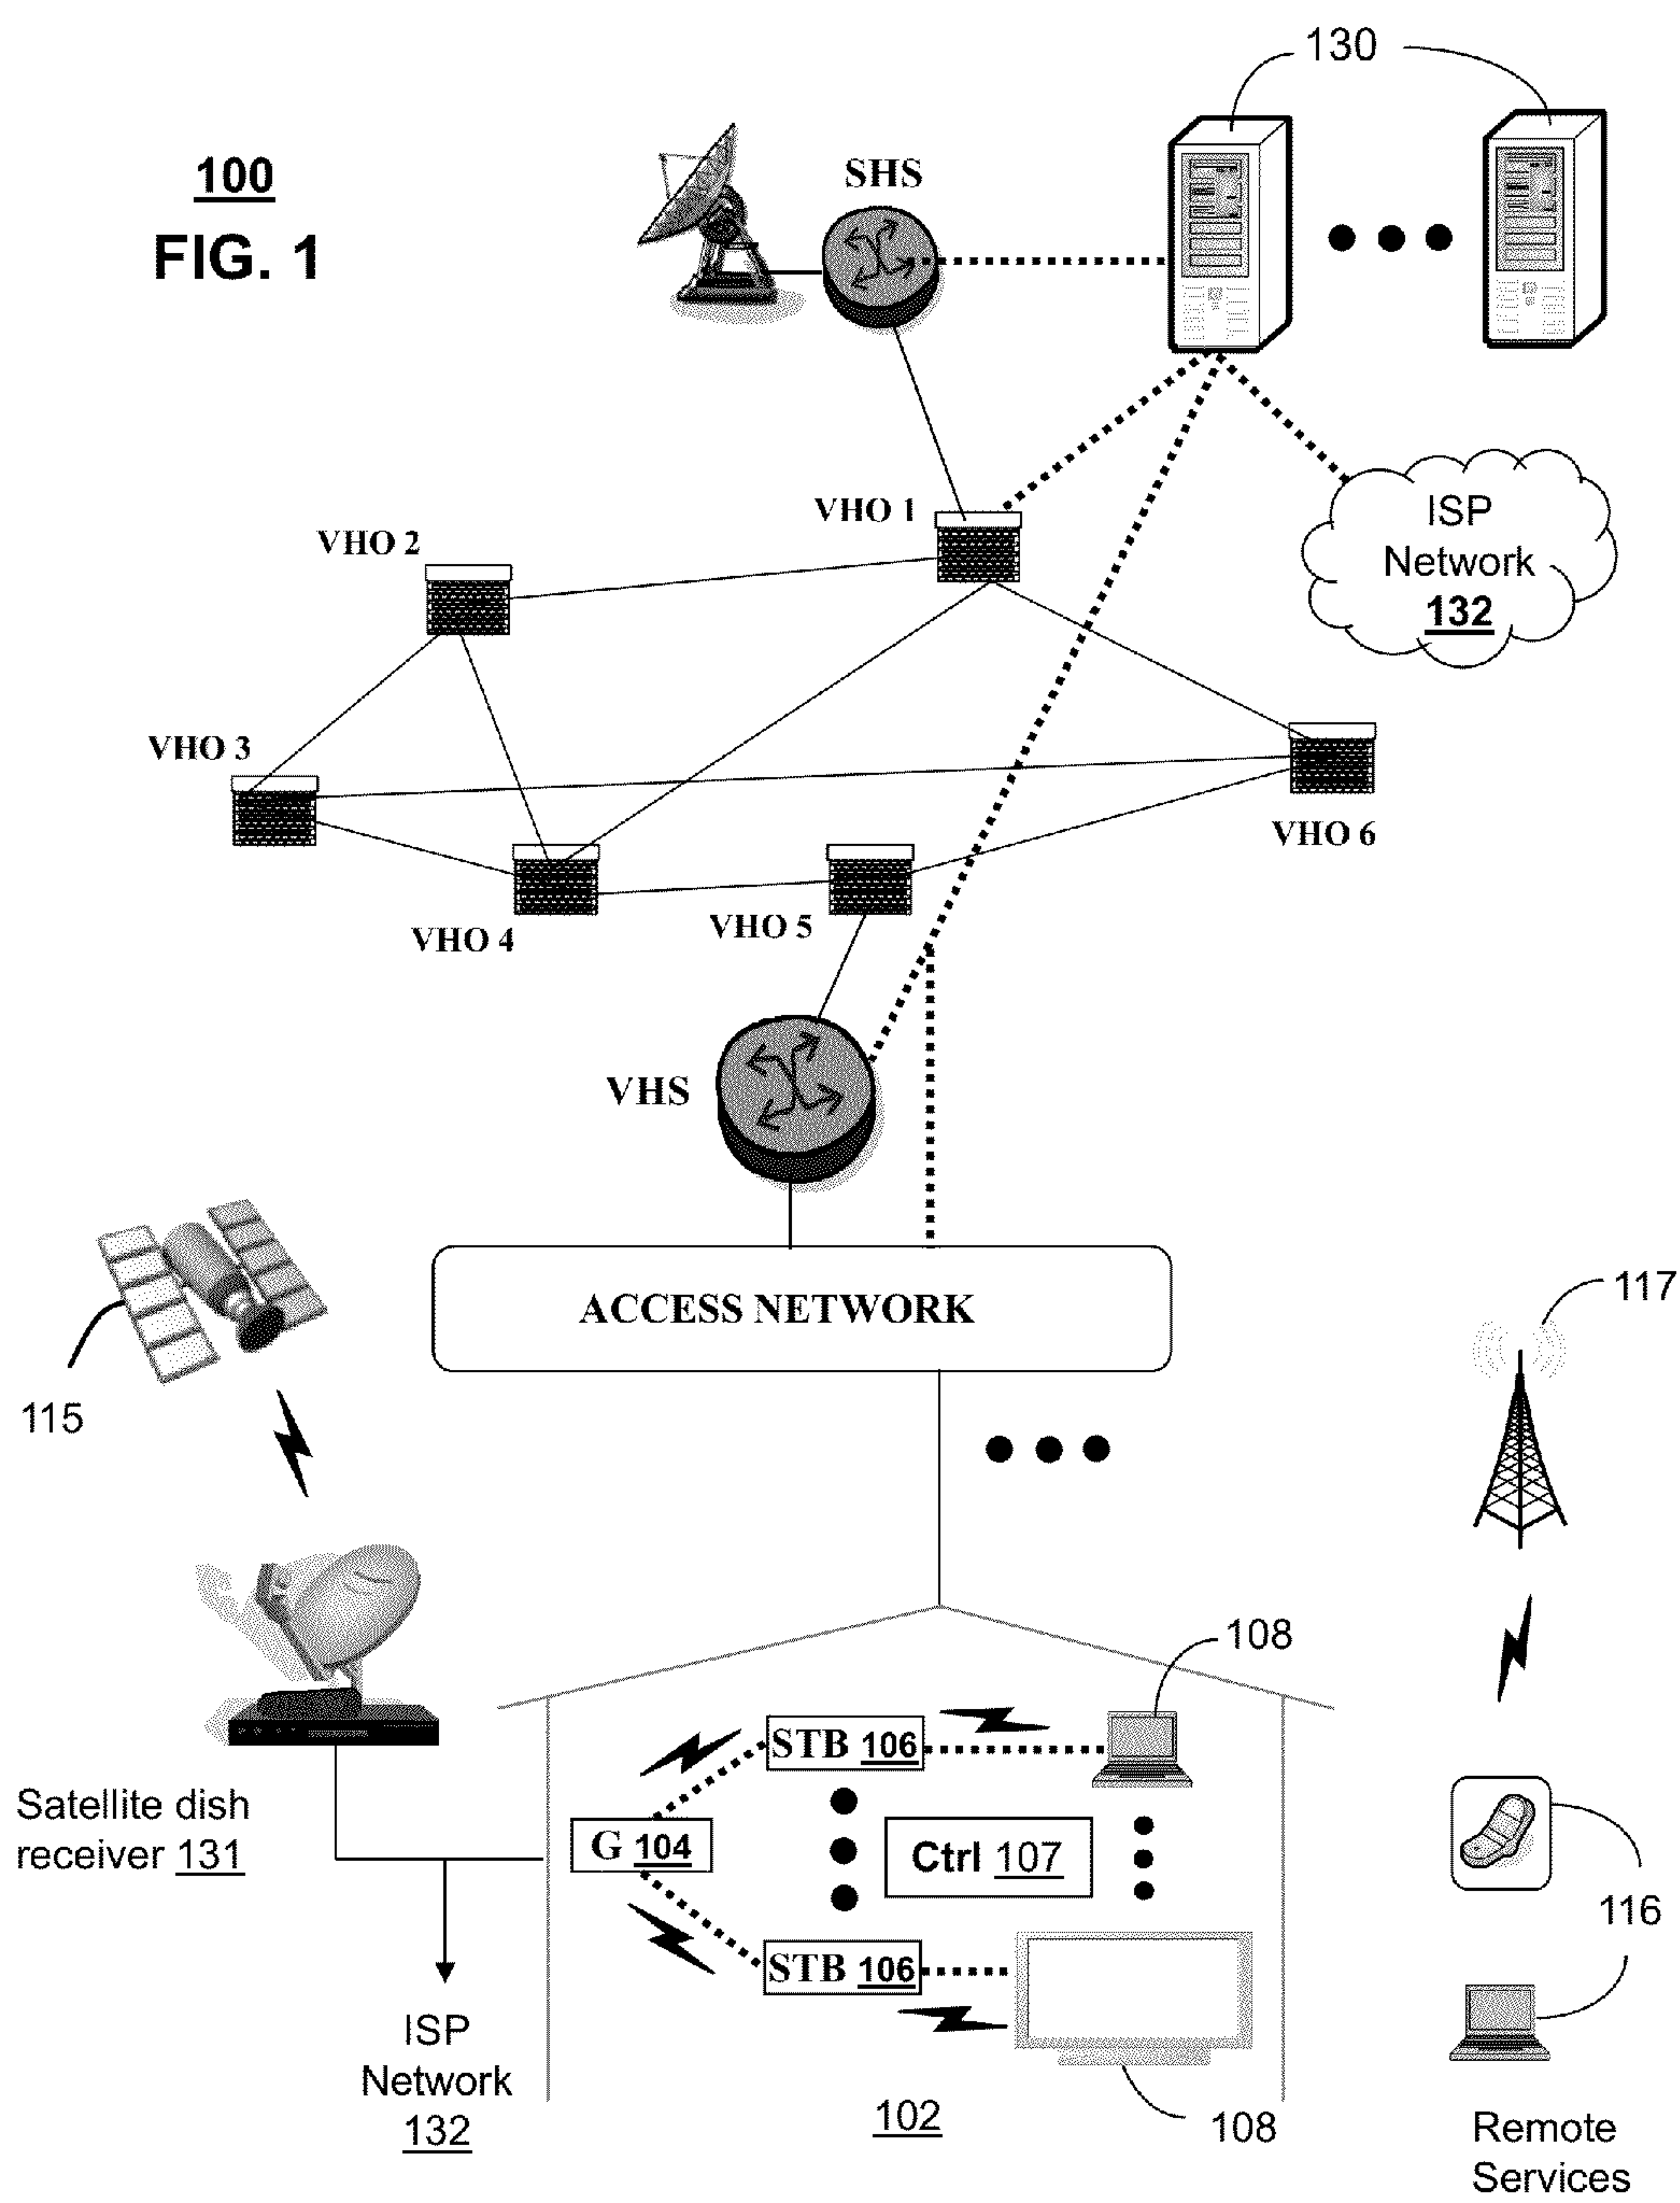 130
100
FIG. 1
SHS
VHO 1
ISP
Network
132
VHO 2
VHO 3
VHO 6
VHO 4
VHO 5
VHS
ACCESS NETWORK
117
115
108
STB 106
Satellite dish
receiver 131
G 104
Ctrl 107
116
STB 106
ISP
Network
132
102
108
Remote
Services